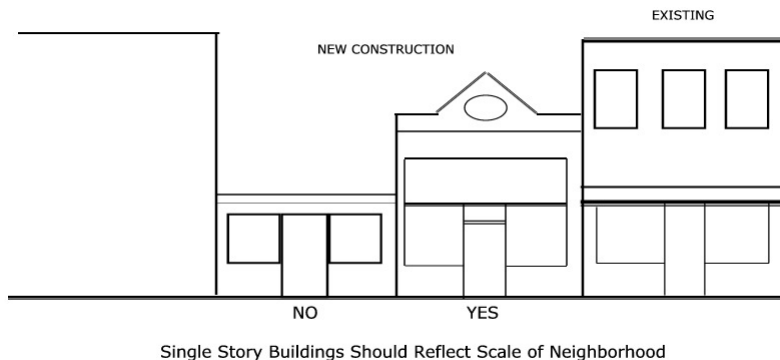 EXISTING
NEW CONSTRUCTION
NO
YES
Single Story Buildings Should Reflect Scale of Neighborhood